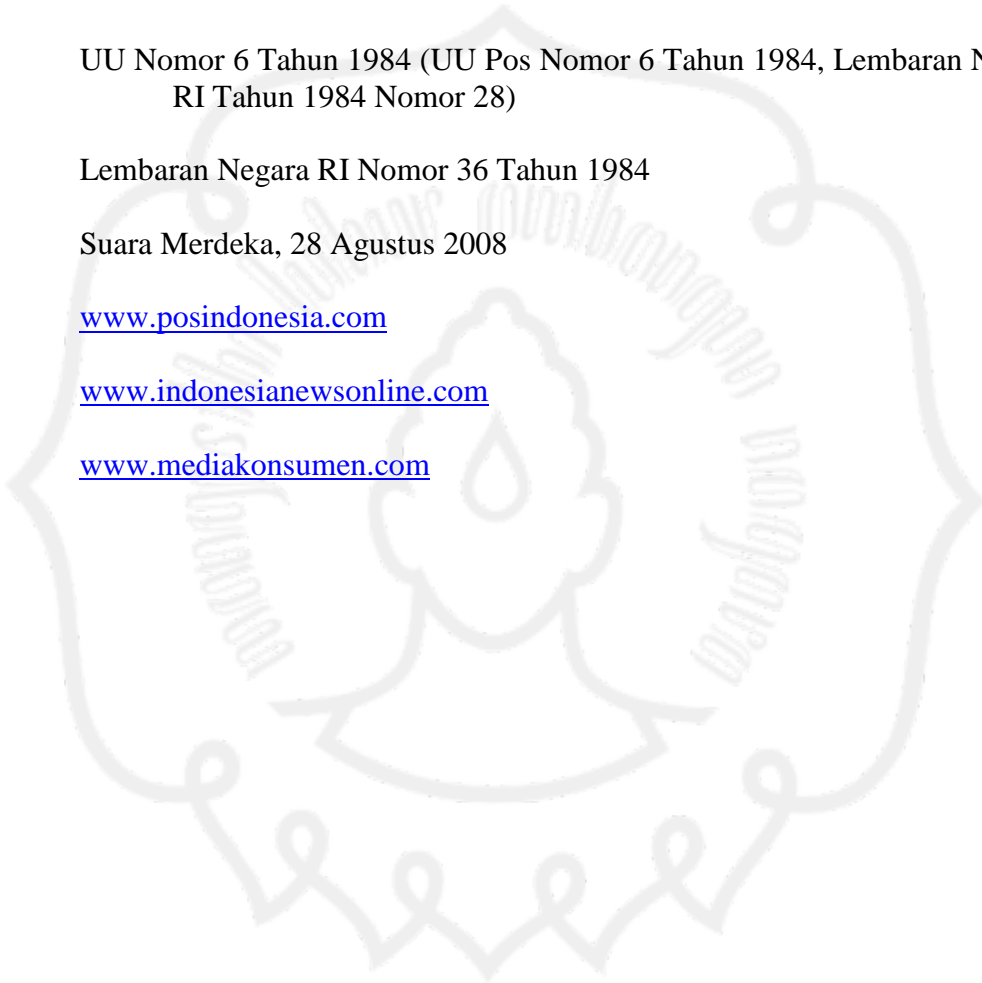 UU Nomor 6 Tahun 1984 (UU Pos Nomor 6 Tahun 1984, Lembaran
RI Tahun 1984 Nomor 28)
Lembaran Negara RI Nomor 36 Tahun 1984
Suara Merdeka, 28 Agustus 2008
www.posindonesia.com
www.indonesianewsonline.com
www.mediakonsumen.com